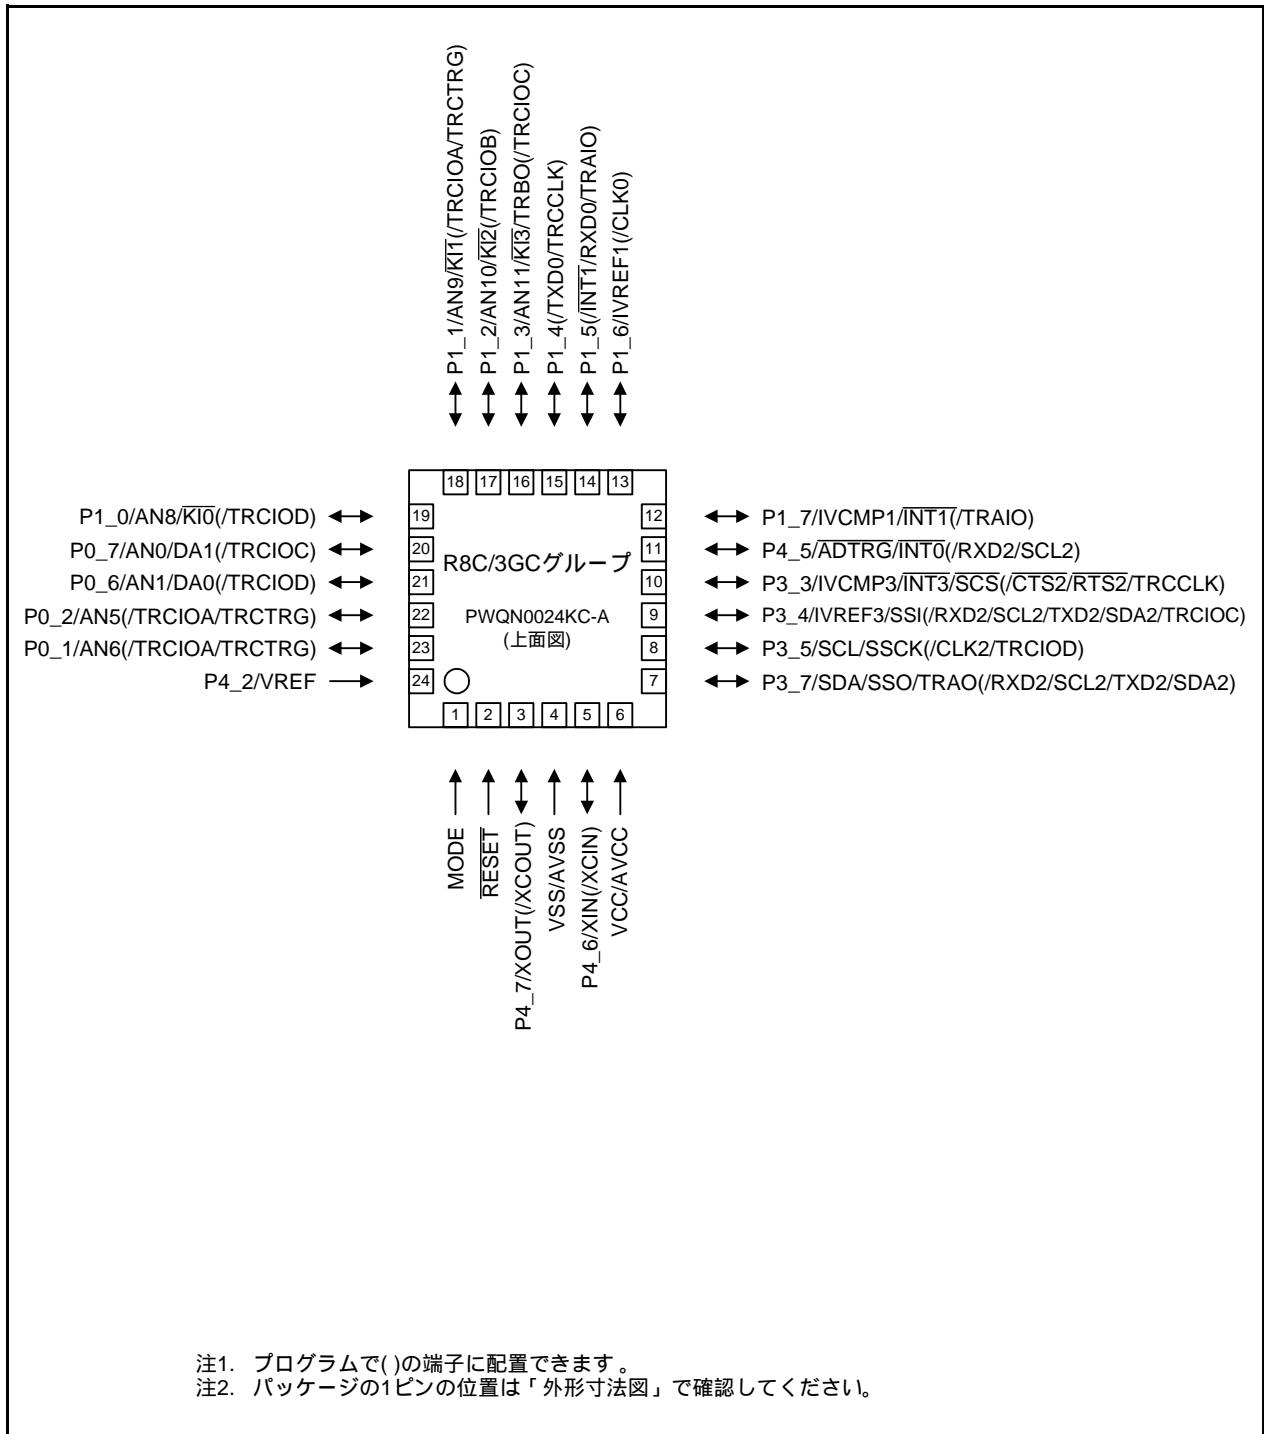 P1_1/AN9/KI1(/TRCIOA/TRCTRG)
P1_2/AN10/KI2(/TRCIOB)
P1_3/AN11/KI3/TRBO(/TRCIOC)
P1_4(/TXD0/TRCCLK)
P1_5(/INT1/RXD0/TRAIO)
P1_6/IVREF1(/CLK0)
18 17 16 15 14 13
P1_0/AN8/KI0(/TRCIOD)
P0_7/AN0/DA1(/TRCIOC)
P0_6/AN1/DA0(/TRCIOD)
P0_2/AN5(/TRCIOA/TRCTRG)
P0_1/AN6(/TRCIOA/TRCTRG)
P4_2/VREF
19
20
21
22
23
24
R8C/3GCグループ
PWQN0024KC-A
(上面図)
12
11
10
9
8
7
P1_7/IVCMP1/INT1(/TRAIO)
P4_5/ADTRG/INT0(/RXD2/SCL2)
P3_3/IVCMP3/INT3/SCS(/CTS2/RTS2/TRCCLK)
P3_4/IVREF3/SSI(/RXD2/SCL2/TXD2/SDA2/TRCIOC)
P3_5/SCL/SSCK(/CLK2/TRCIOD)
P3_7/SDA/SSO/TRAO(/RXD2/SCL2/TXD2/SDA2)
1 2 3 4 5 6
MODE
RESET
P4_7/XOUT(/XCOUT)
VSS/AVSS
P4_6/XIN(/XCIN)
VCC/AVCC
注1. プログラムで( )の端子に配置できます。
注2. パッケージの1ピンの位置は「外形寸法図」で確認してください。